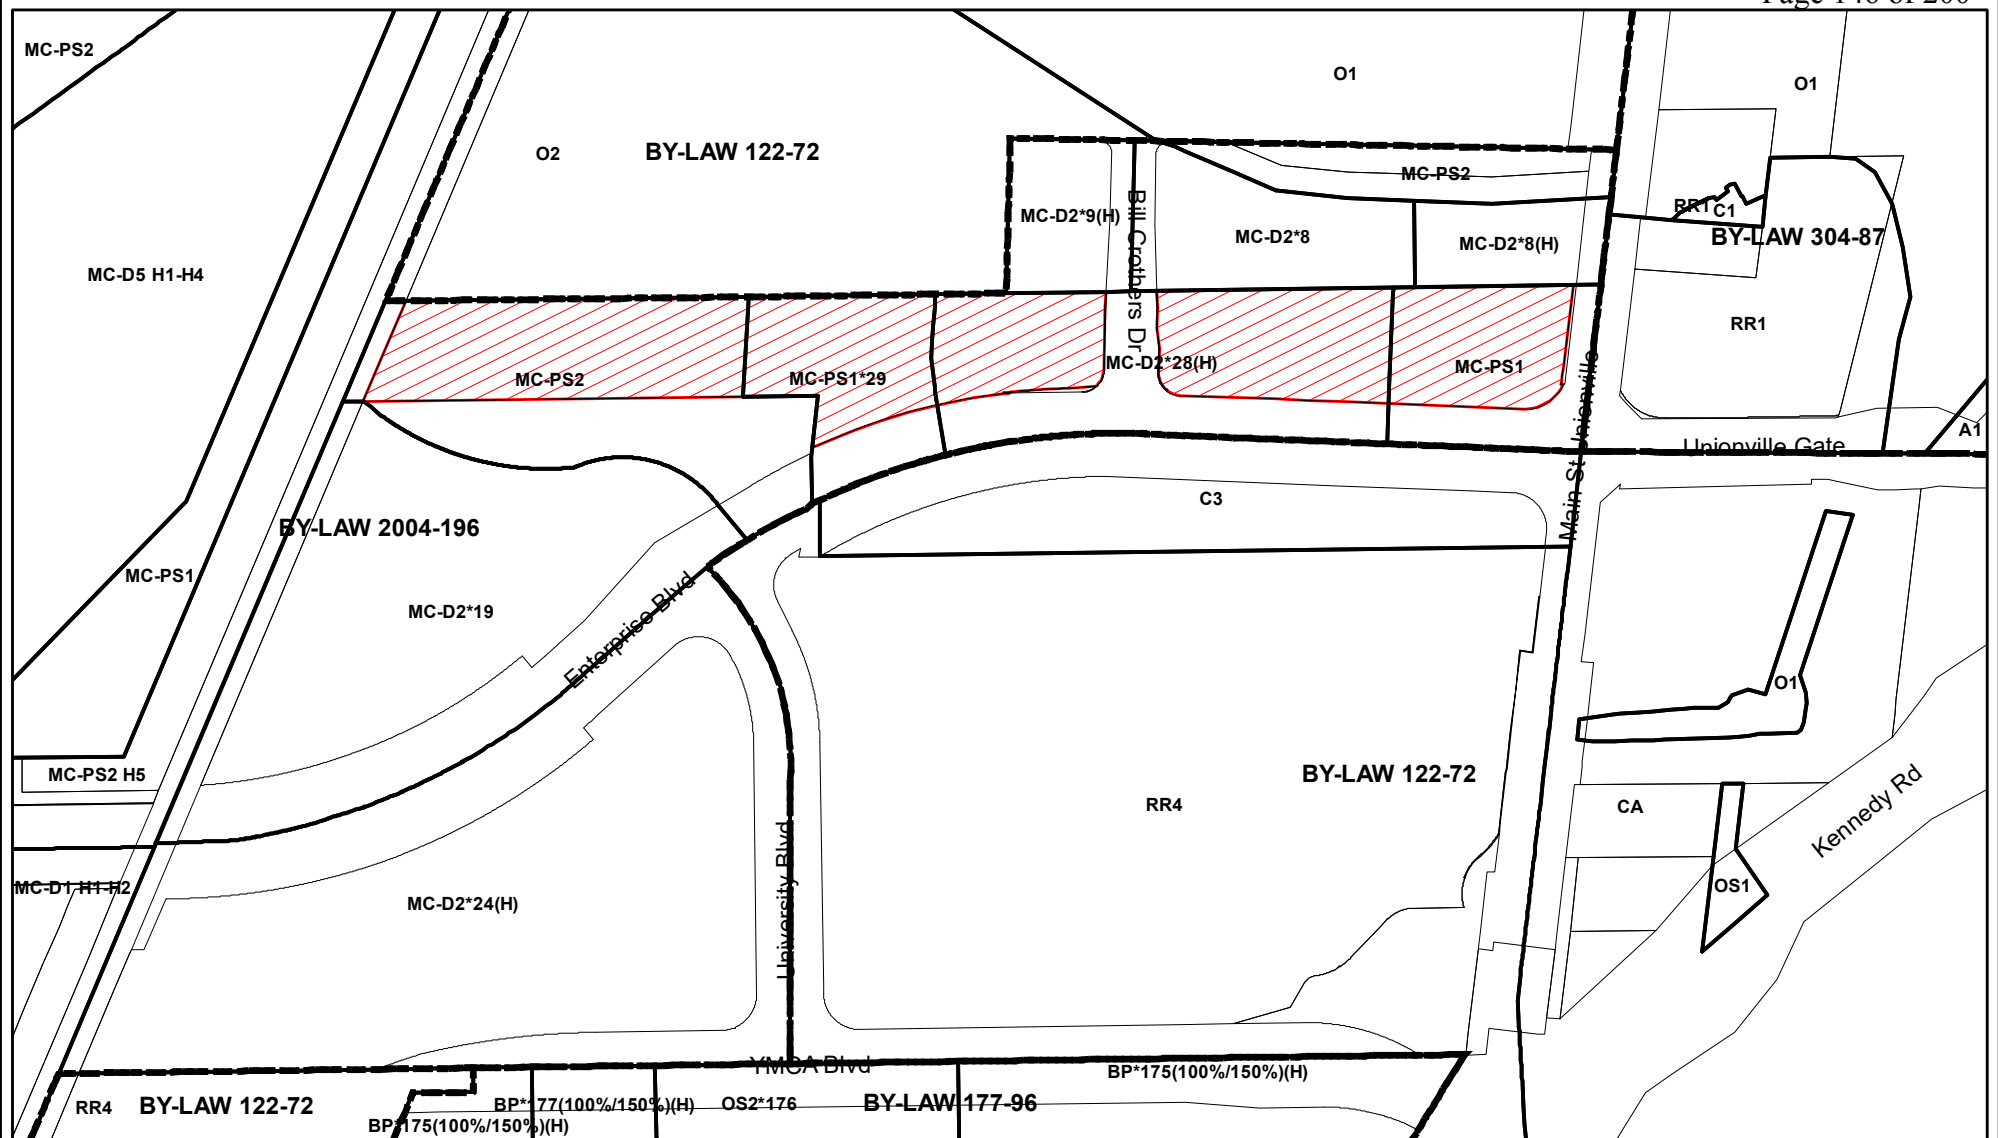 MC-PS2
O1
O1
O2
BY-LAW 122-72
MC-PS2
MC-D2*9(H)
Bill Crothers Dr
MC-D2*8
MC-D2*8(H)
RR1
C1
BY-LAW 304-87
MC-D5 H1-H4
RR1
MC-PS2
MC-PS1*29
MC-D2*28(H)
MC-PS1
Main St Unionville
Unionville Gate
A1
C3
BY-LAW 2004-196
MC-PS1
MC-D2*19
Enterprise Blvd
O1
MC-PS2 H5
BY-LAW 122-72
RR4
CA
Kennedy Rd
University Blvd
MC-D1 H1-H2
MC-D2*24(H)
OS1
YMCA Blvd
BP*175(100%/150%)(H)
RR4
BY-LAW 122-72
BP*177(100%/150%)(H)
OS2*176
BY-LAW 177-96
BP*175(100%/150%)(H)